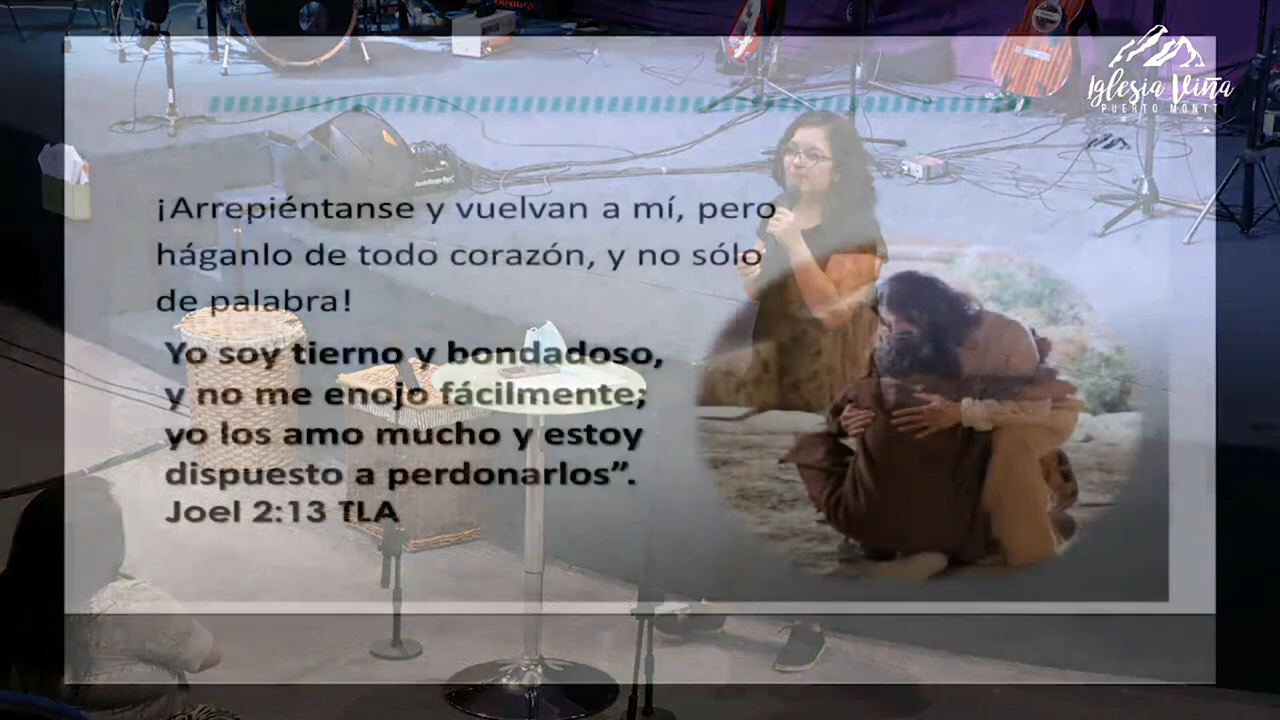 Iglesia Viña
PUERTO MONTT
¡Arrepiéntanse y vuelvan a mí, pero
háganlo de todo corazón, y no sólo
de palabra!
Yo soy tierno y bondadoso,
y no me enojo fácilmente;
yo los amo mucho y estoy
dispuesto a perdonarlos”.
Joel 2:13 TLA